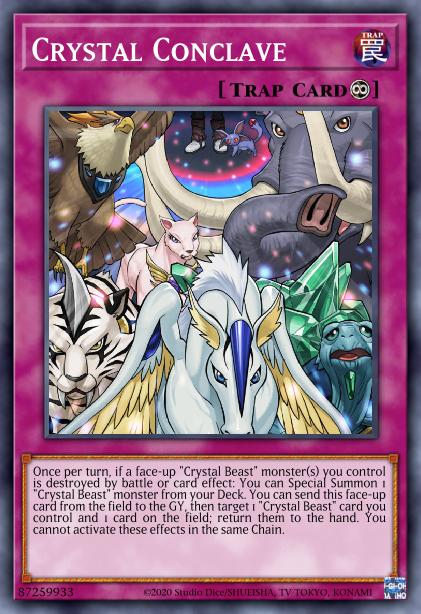 Crystal Conclave
TRAP
罠
[Trap Card]
Once per turn, if a face-up "Crystal Beast" monster(s) you control
is destroyed by battle or card effect: You can Special Summon 1
"Crystal Beast" monster from your Deck. You can send this face-up
card from the field to the GY, then target 1 "Crystal Beast" card you
control and 1 card on the field; return them to the hand. You
cannot activate these effects in the same Chain.
87259933
©2020 Studio Dice/SHUEISHA, TV TOKYO, KONAMI